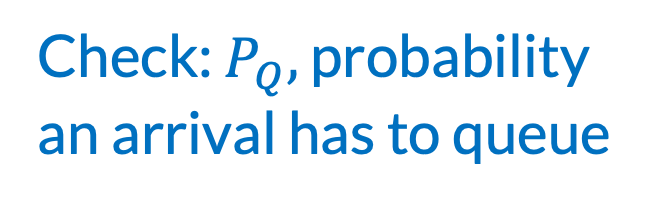 Check: P_Q, probability
an arrival has to queue